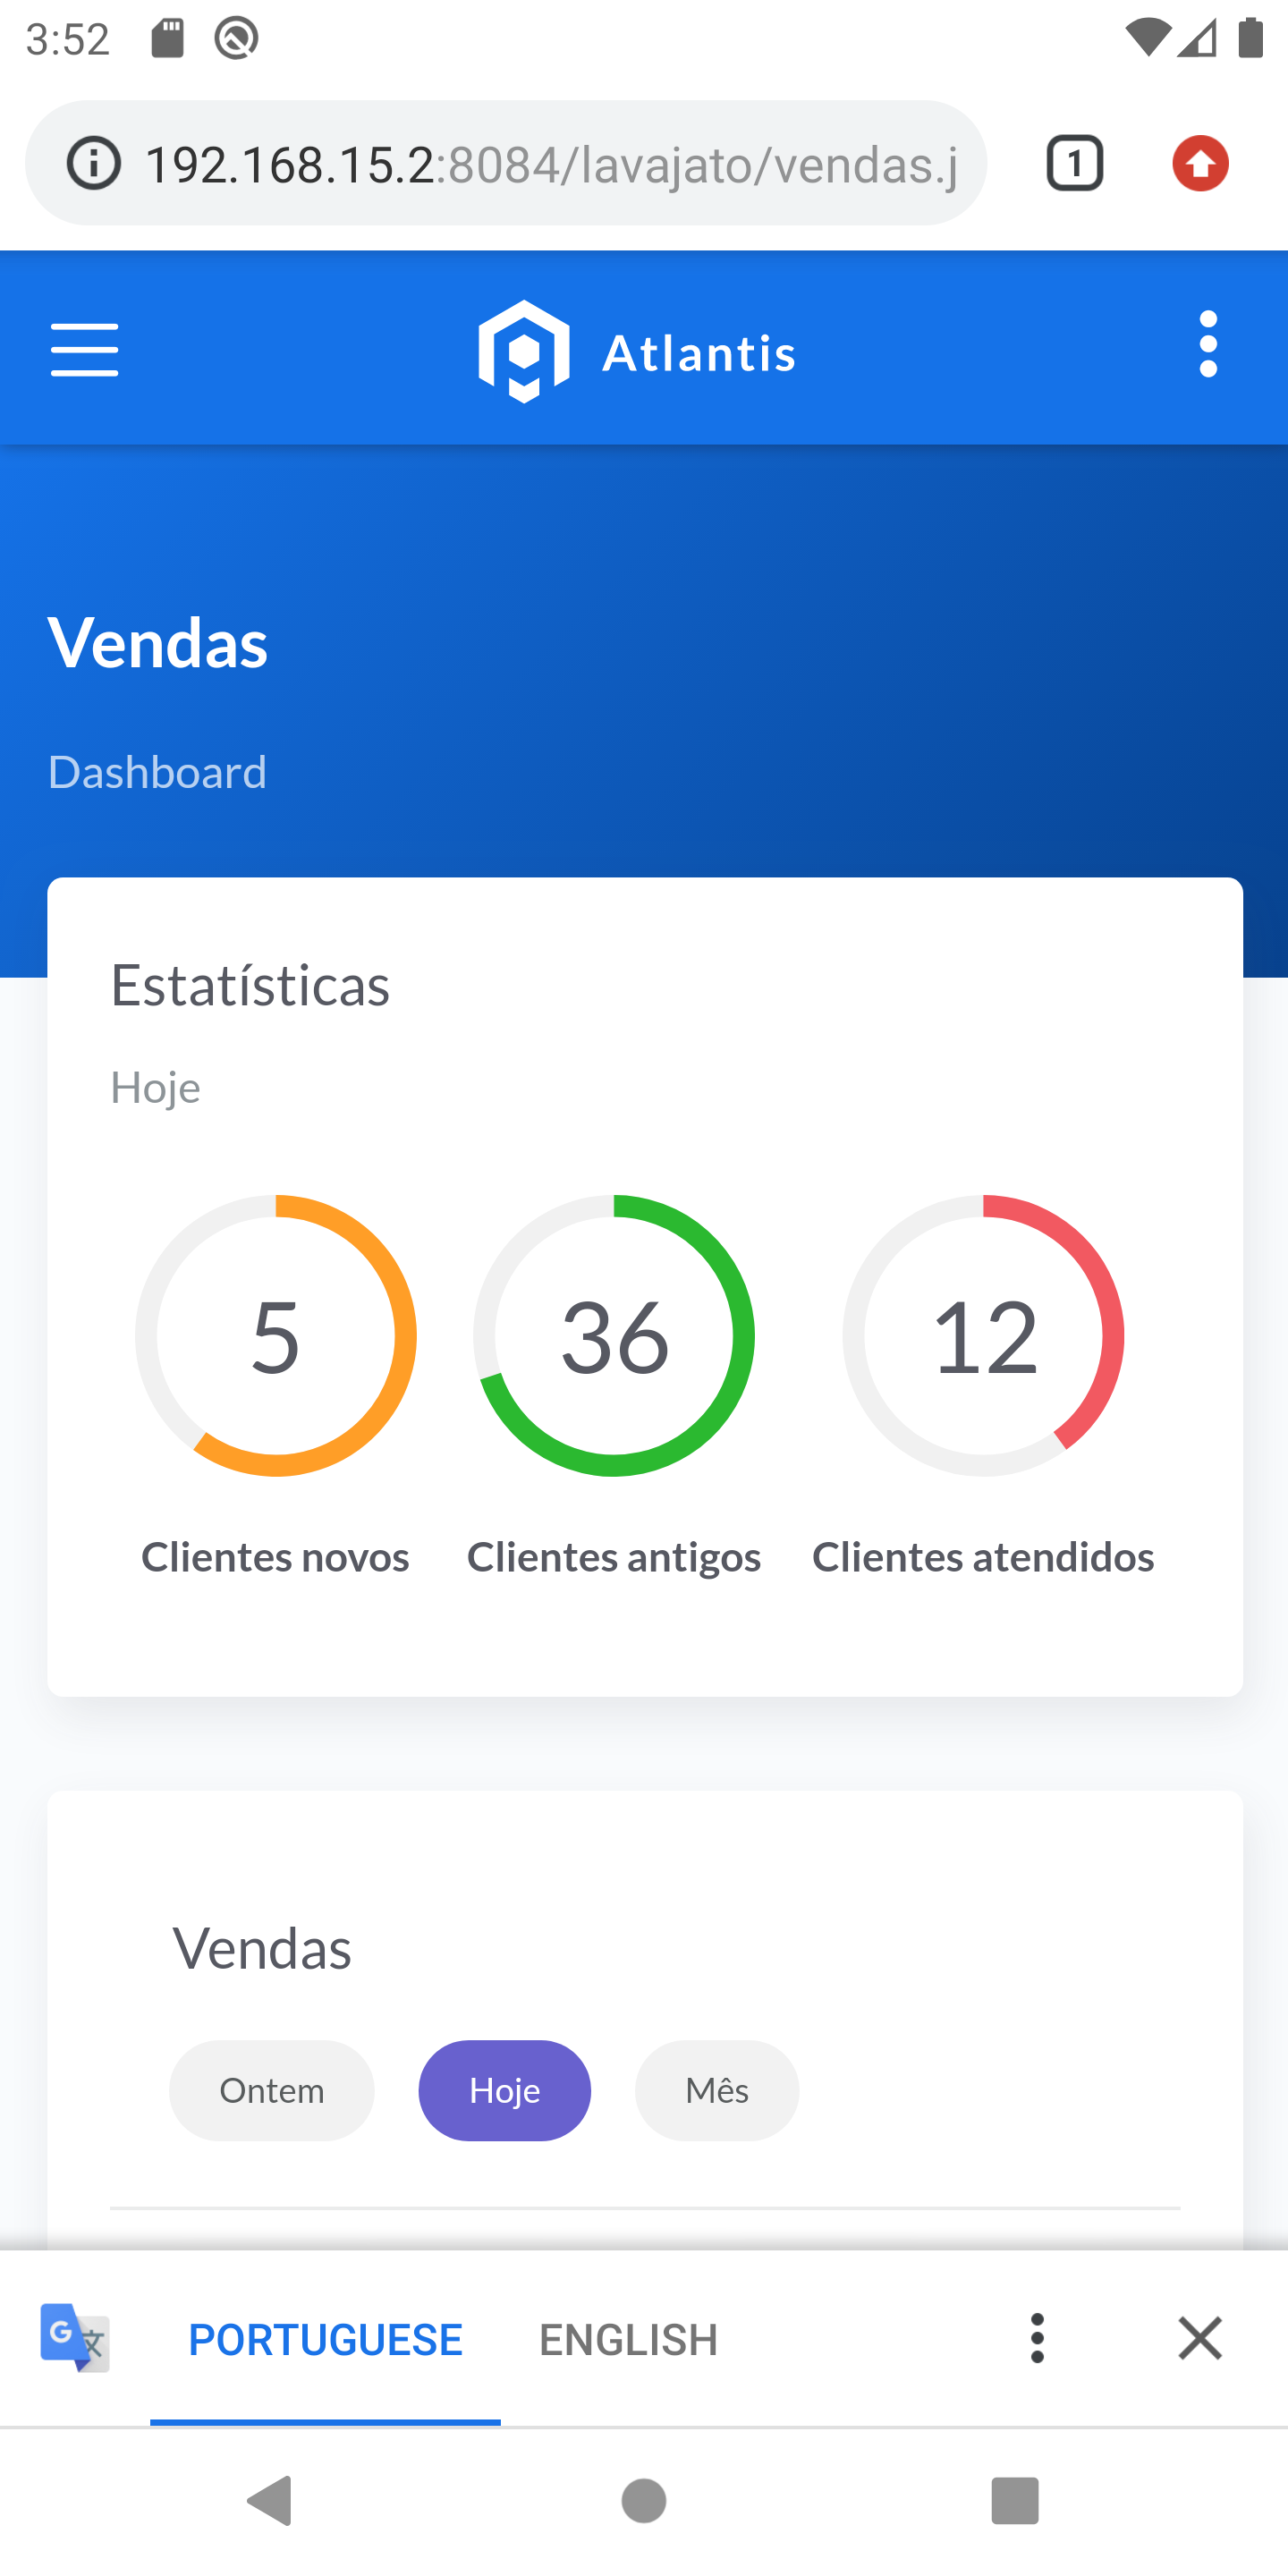 3:52
192.168.15.2:8084/lavajato/vendas.j
1
Atlantis
Vendas
Dashboard
Estatísticas
Hoje
5 36 12
Clientes novos Clientes antigos Clientes atendidos
Vendas
Ontem Hoje Mês
G 文 PORTUGUESE ENGLISH